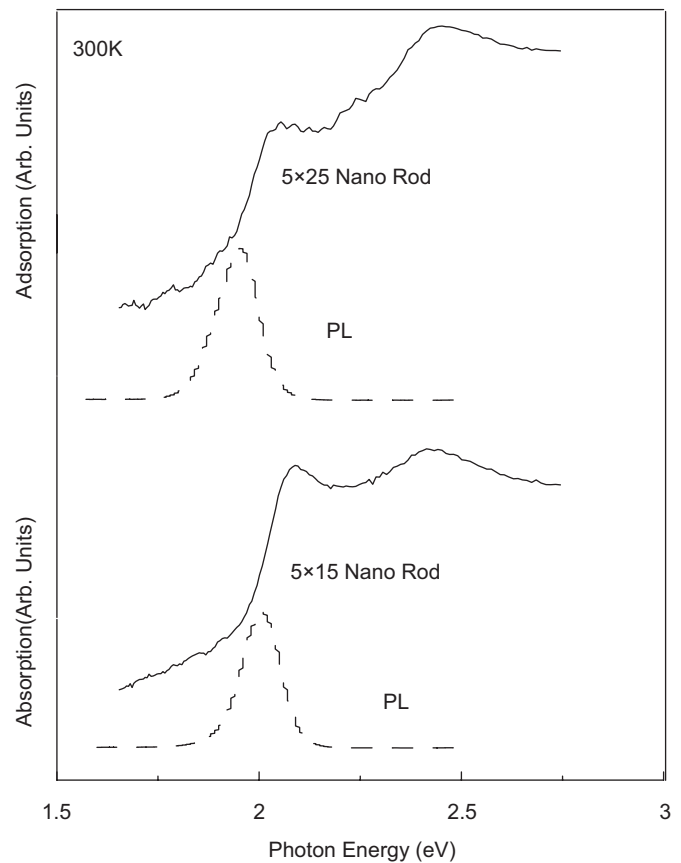 300K
Adsorption (Arb. Units)
5×25 Nano Rod
PL
Absorption(Arb. Units)
5×15 Nano Rod
PL
1.5 2 2.5 3
Photon Energy (eV)